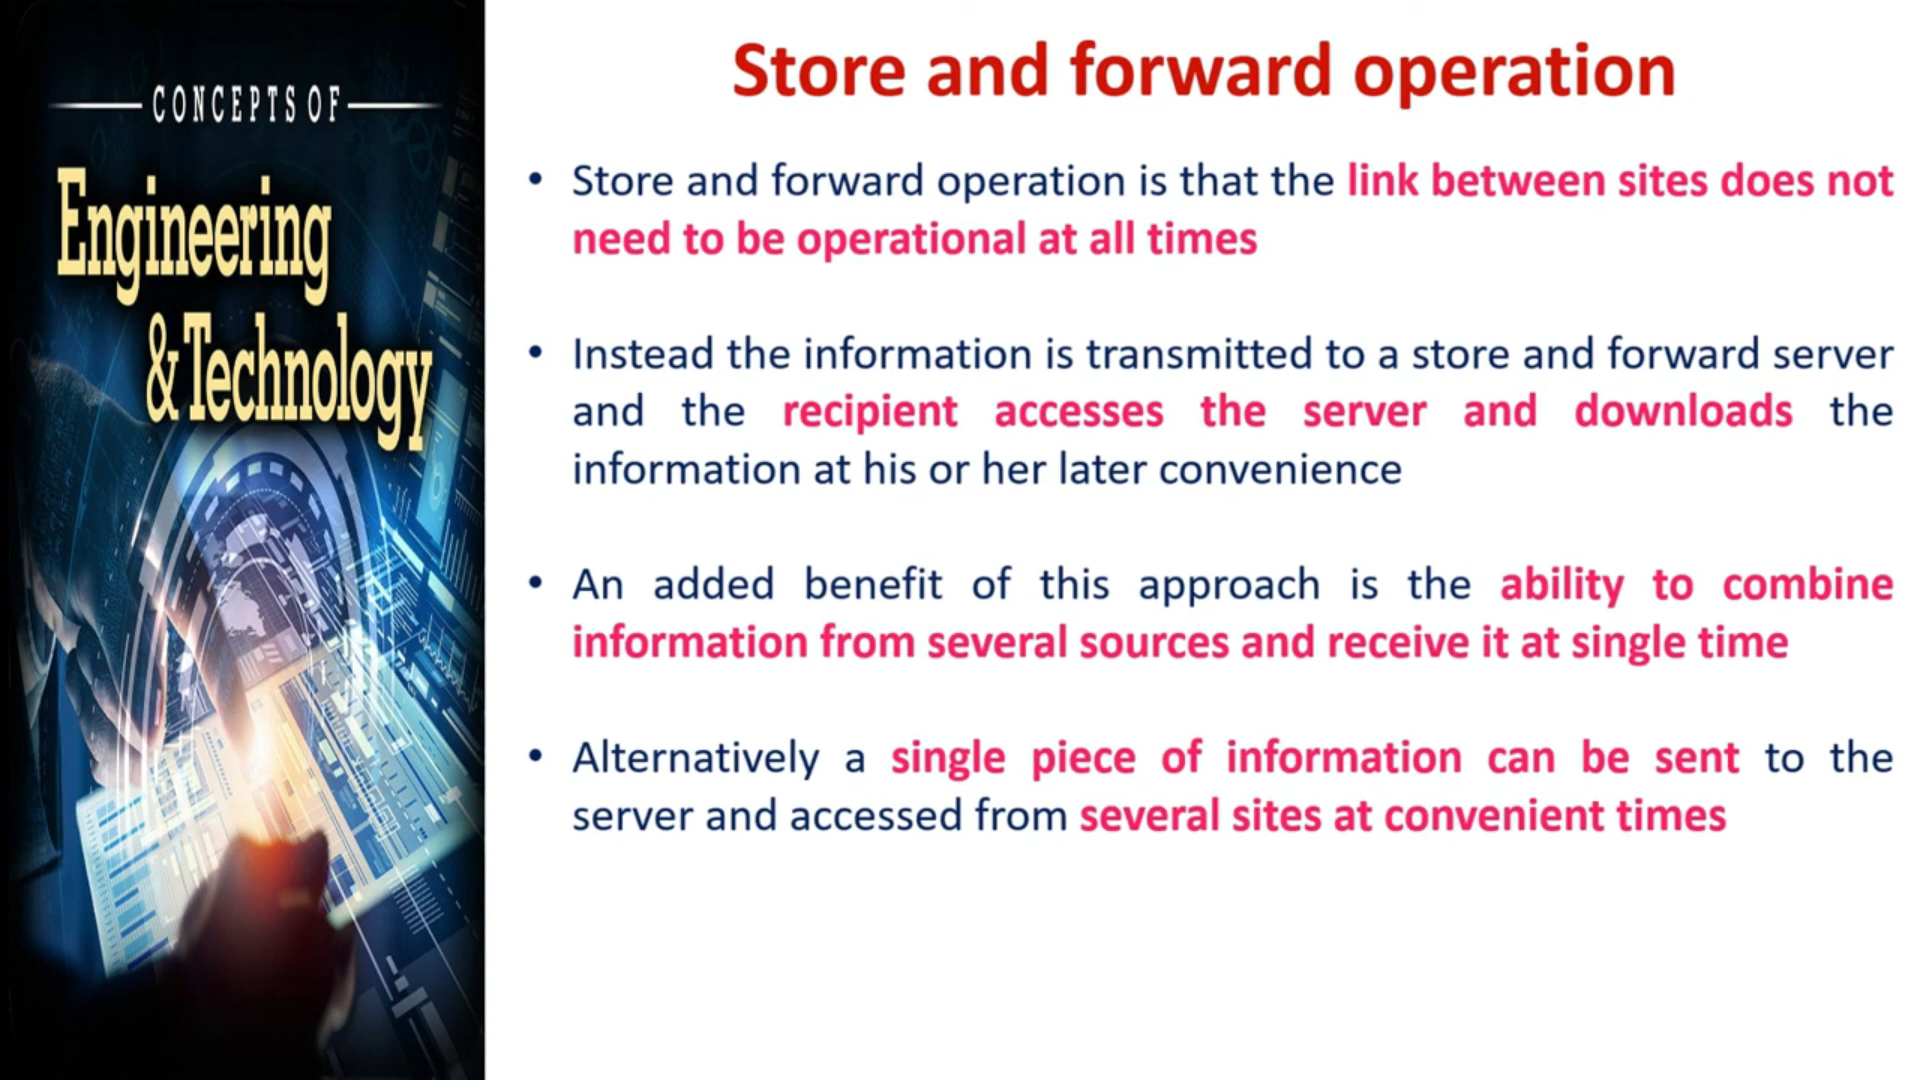 CONCEPTS OF
Engineering
& Technology
Store and forward operation
• Store and forward operation is that the link between sites does not
need to be operational at all times
• Instead the information is transmitted to a store and forward server
and the recipient accesses the server and downloads the
information at his or her later convenience
• An added benefit of this approach is the ability to combine
information from several sources and receive it at single time
• Alternatively a single piece of information can be sent to the
server and accessed from several sites at convenient times